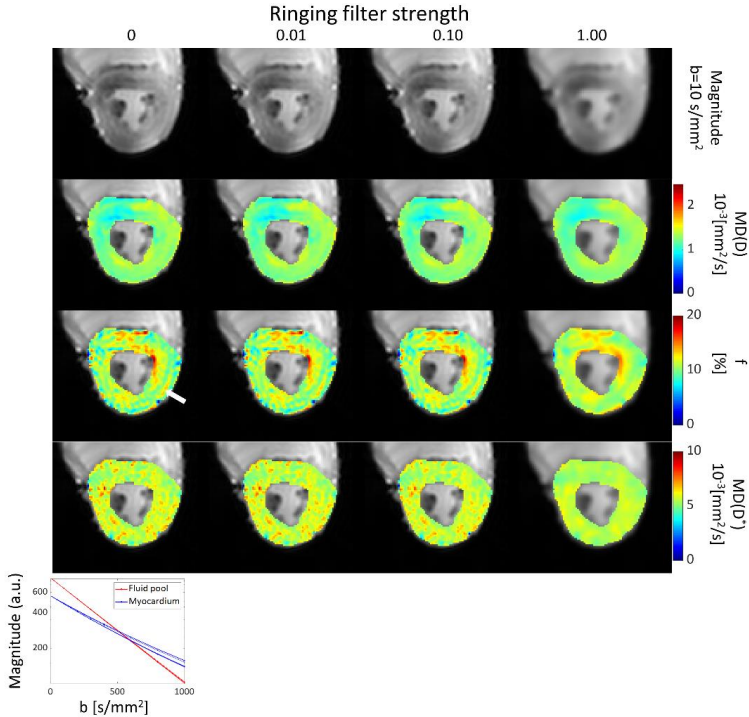 Ringing filter strength
0 0.01 0.10 1.00
Magnitude
b=10 s/mm²
2
1
0
MD(D)
10⁻³[mm²/s]
20
10
0
f
[%]
10
5
0
MD(D*)
10⁻³[mm²/s]
Magnitude (a.u.)
600
400
200
Fluid pool
Myocardium
0 500 1000
b [s/mm²]